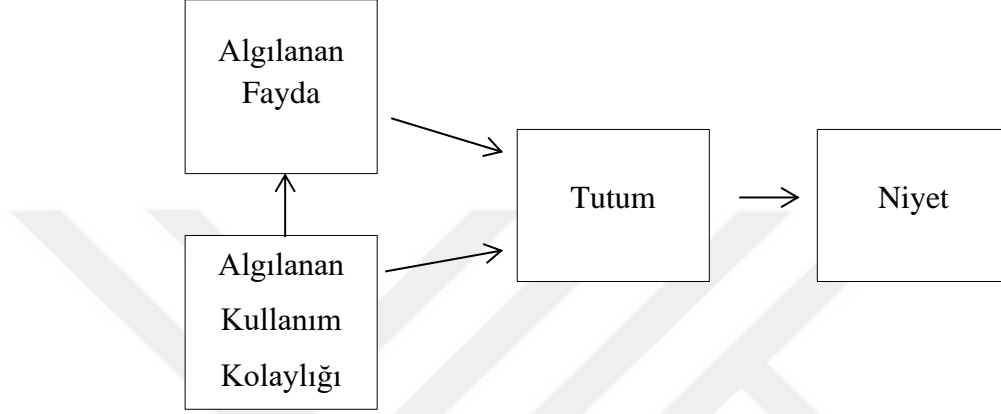 Algılanan
Fayda
Tutum
Niyet
Algılanan
Kullanım
Kolaylığı